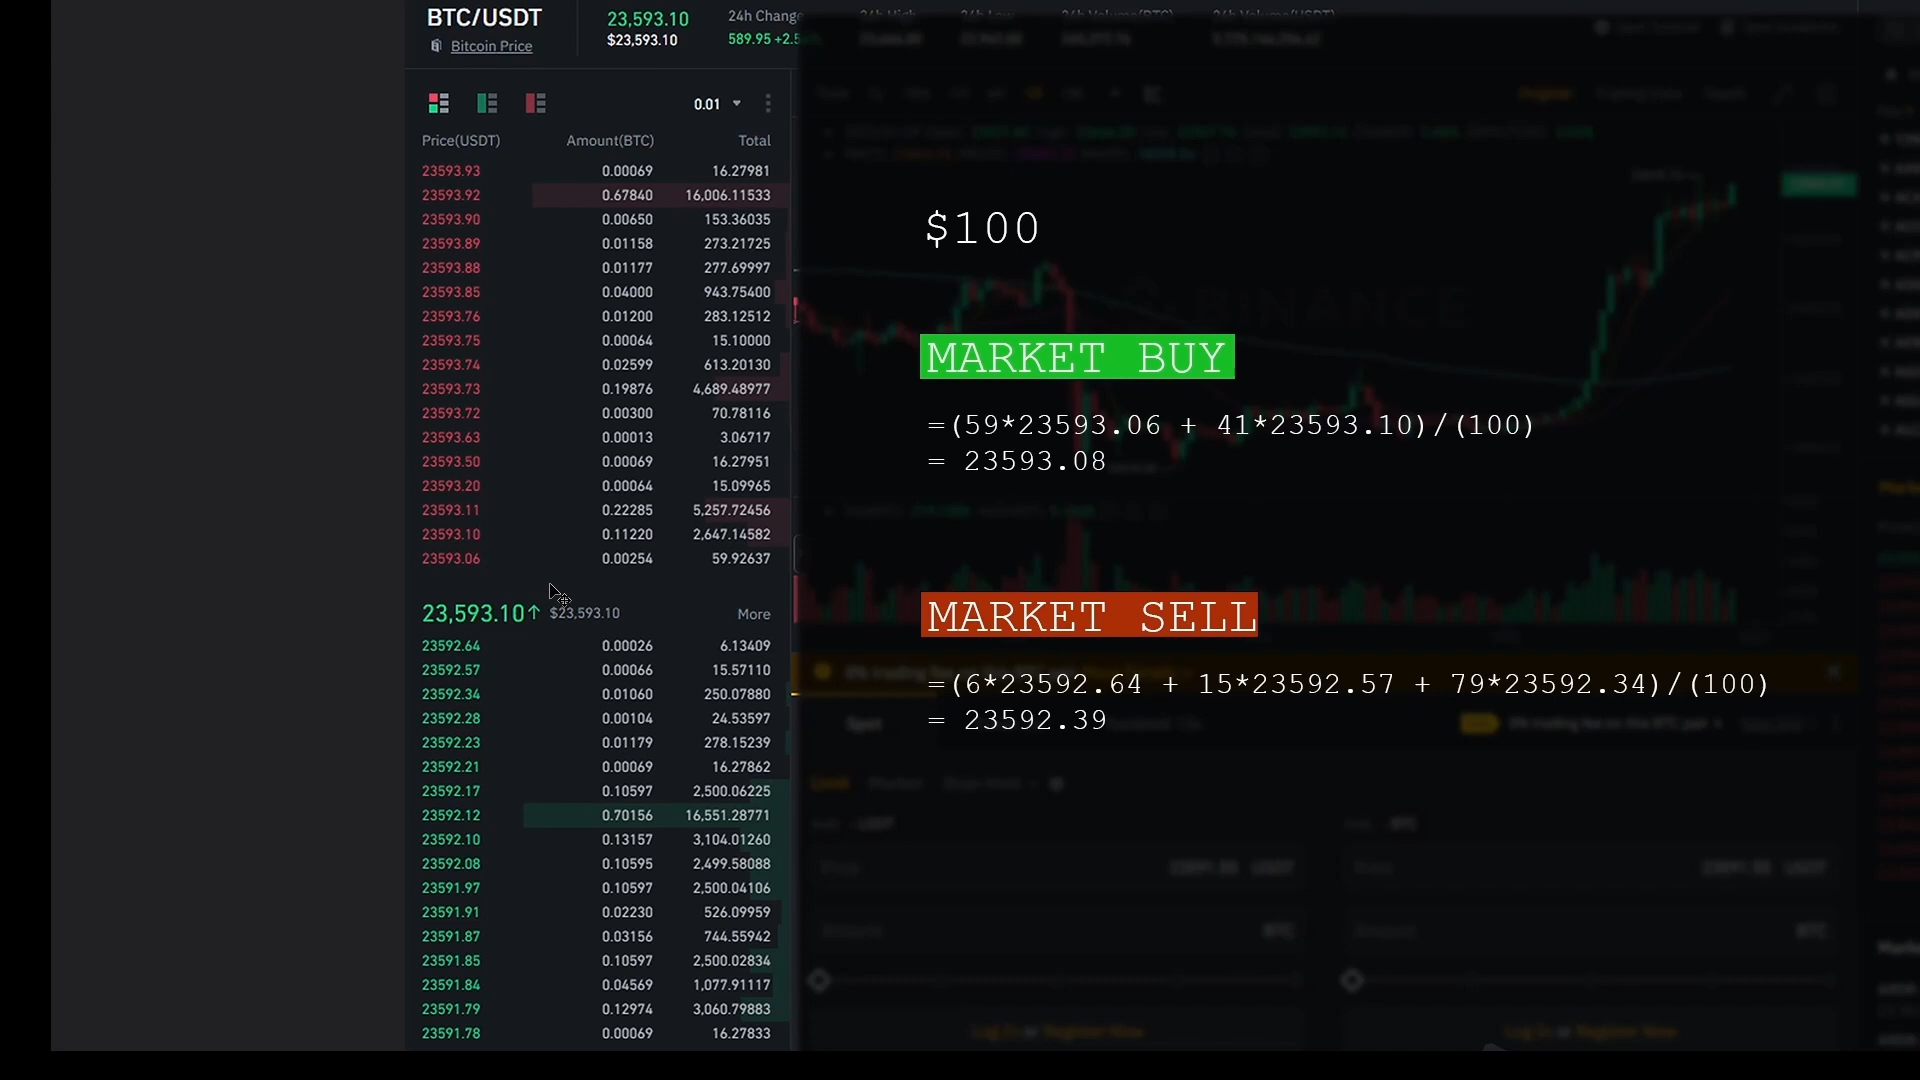 BTC/USDT
23,593.10
24h Change
Bitcoin Price
$23,593.10
589.95 +2.5
0.01
Price(USDT) Amount(BTC) Total
23593.93 0.00069 16.27981
23593.92 0.67840 16,006.11533
23593.90 0.00650 153.36035
23593.89 0.01158 273.21725
23593.88 0.01177 277.69997
23593.85 0.04000 943.75400
23593.76 0.01200 283.12512
23593.75 0.00064 15.10000
23593.74 0.02599 613.20130
23593.73 0.19876 4,689.48977
23593.72 0.00300 70.78116
23593.63 0.00013 3.06717
23593.50 0.00069 16.27951
23593.20 0.00064 15.09965
23593.11 0.22285 5,257.72456
23593.10 0.11220 2,647.14582
23593.06 0.00254 59.92637
23,593.10↑ $23,593.10 More
23592.64 0.00026 6.13409
23592.57 0.00066 15.57110
23592.34 0.01060 250.07880
23592.28 0.00104 24.53597
23592.23 0.01179 278.15239
23592.21 0.00069 16.27862
23592.17 0.10597 2,500.06225
23592.12 0.70156 16,551.28771
23592.10 0.13157 3,104.01260
23592.08 0.10595 2,499.58088
23591.97 0.10597 2,500.04106
23591.91 0.02230 526.09959
23591.87 0.03156 744.55942
23591.85 0.10597 2,500.02834
23591.84 0.04569 1,077.91117
23591.79 0.12974 3,060.79883
23591.78 0.00069 16.27833
$100
MARKET BUY
=(59*23593.06 + 41*23593.10)/(100)
= 23593.08
MARKET SELL
=(6*23592.64 + 15*23592.57 + 79*23592.34)/(100)
= 23592.39
BINANCE
Spot
Log In or Register Now
Log In or Register Now